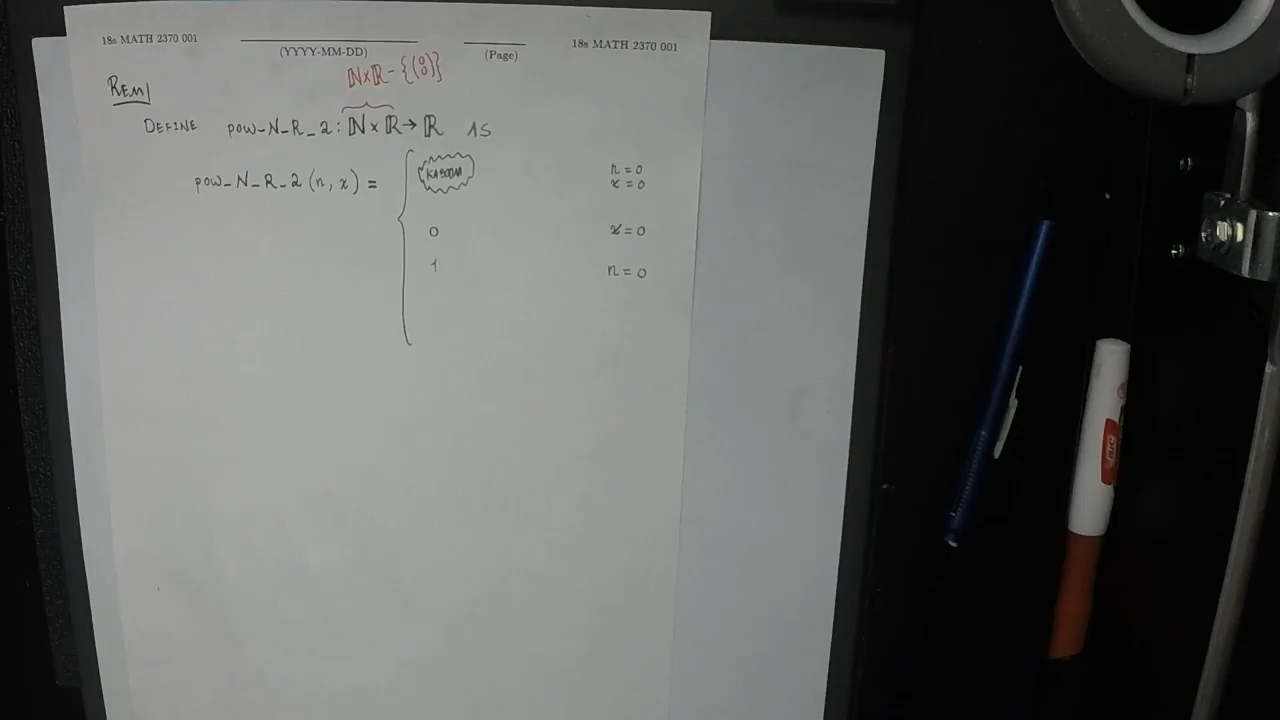 18s MATH 2370 001 (YYYY-MM-DD) (Page) 18s MATH 2370 001
REM
ℕ×ℝ-{(0 0)}
DEFINE pow_N_R_2 : ℕ × ℝ → ℝ AS
pow_N_R_2 (n, x) = { KABOOM n=0 x=0
0 x=0
1 n=0
BIC